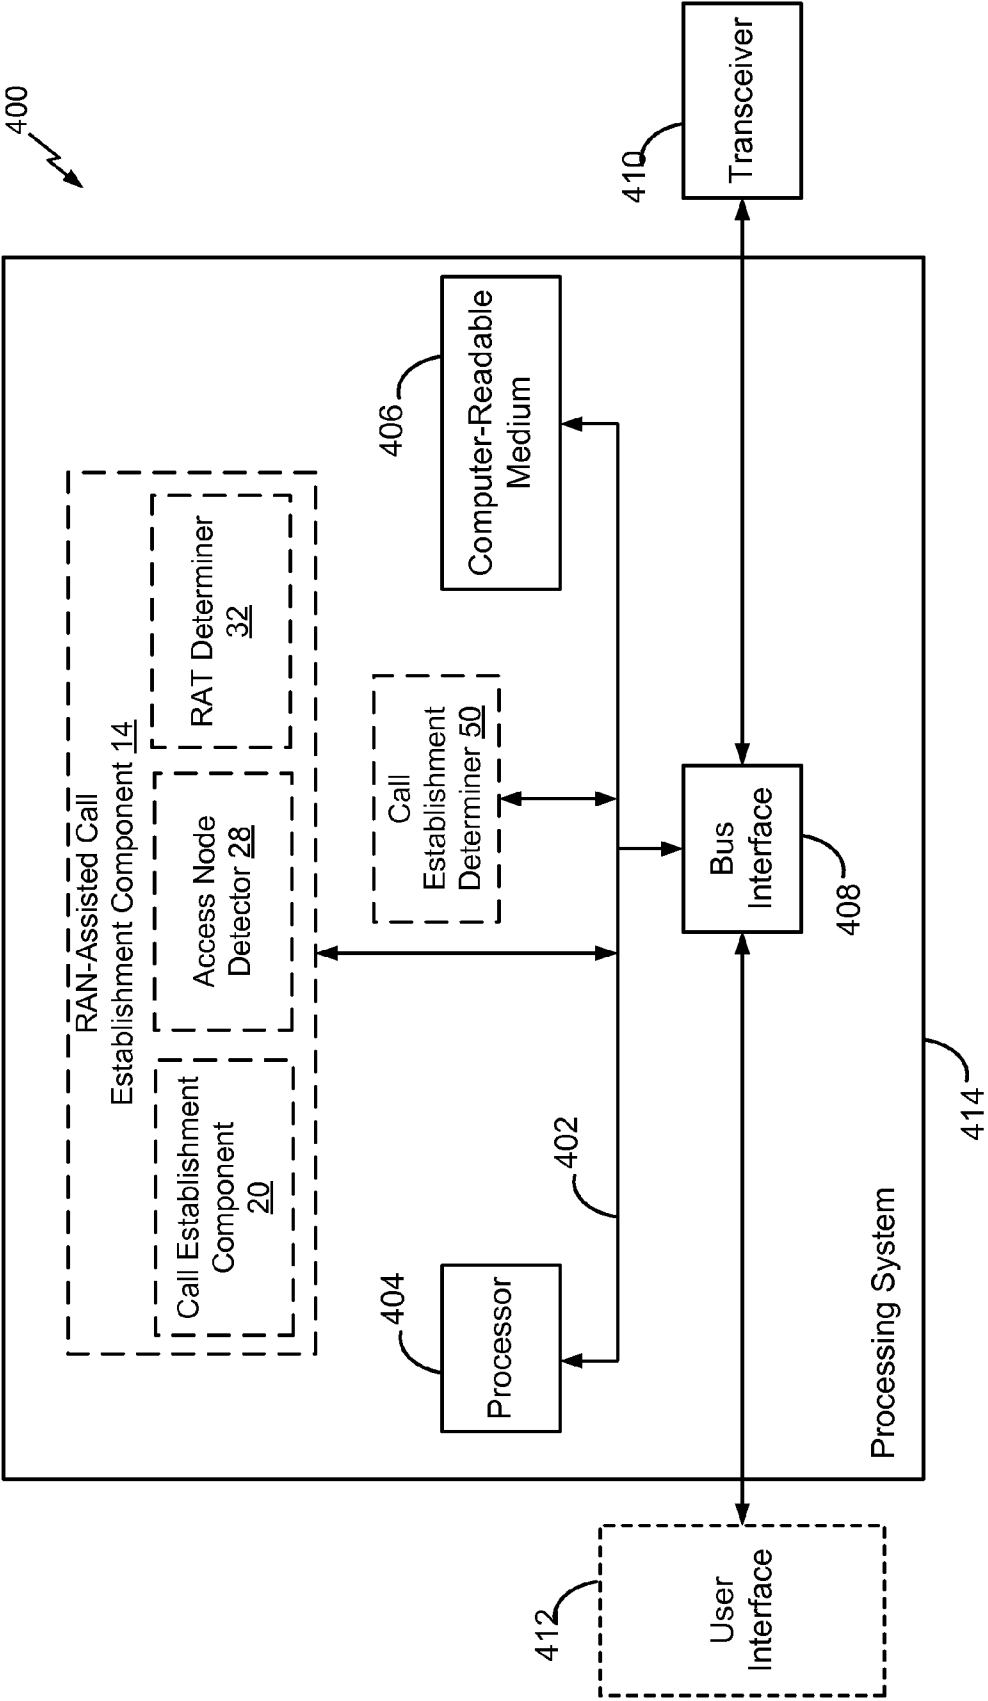 400
RAN-Assisted Call
Establishment Component 14
Call Establishment
Component
20
Access Node
Detector 28
RAT Determiner
32
Call
Establishment
Determiner 50
404
Processor
402
406
Computer-Readable
Medium
410
Transceiver
412
User
Interface
Bus
Interface
408
Processing System
414